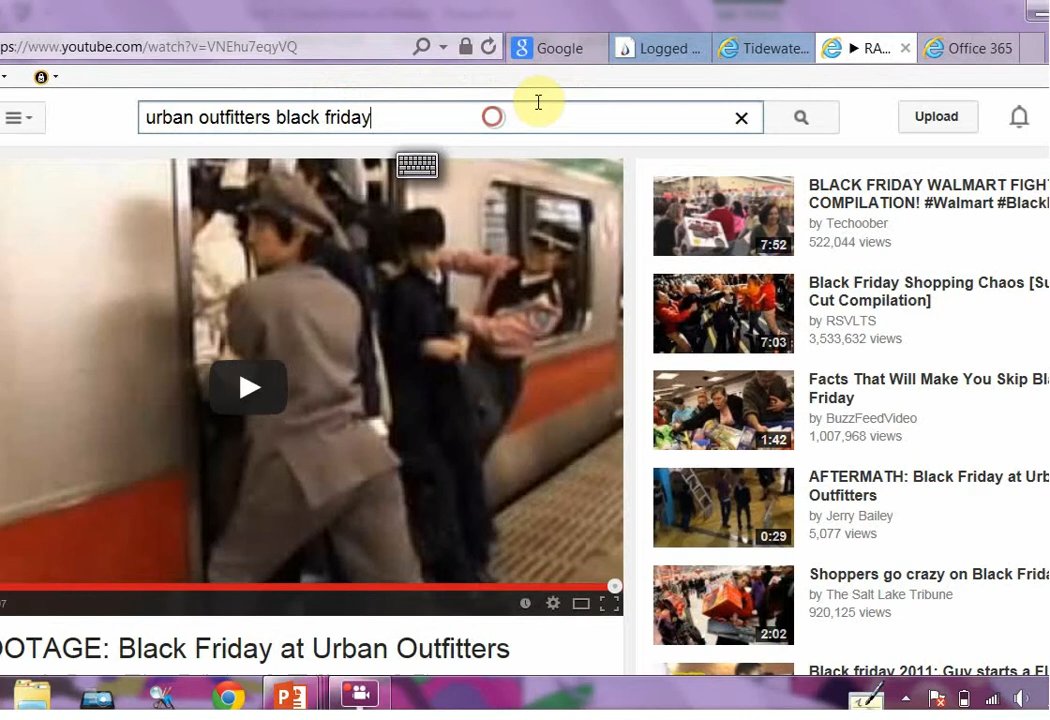 ps://www.youtube.com/watch?v=VNEhu7eqyVQ
Google
Logged ...
Tidewate...
RA...
Office 365
urban outfitters black friday
Upload
BLACK FRIDAY WALMART FIGH
COMPILATION! #Walmart #Black
by Techoober
522,044 views
7:52
Black Friday Shopping Chaos [Su
Cut Compilation]
by RSVLTS
3,533,632 views
7:03
Facts That Will Make You Skip Bla
Friday
by BuzzFeedVideo
1,007,968 views
1:42
AFTERMATH: Black Friday at Urb
Outfitters
by Jerry Bailey
5,077 views
0:29
Shoppers go crazy on Black Frida
by The Salt Lake Tribune
920,125 views
2:02
Black friday 2011: Guy starts a Fl
07
OOTAGE: Black Friday at Urban Outfitters